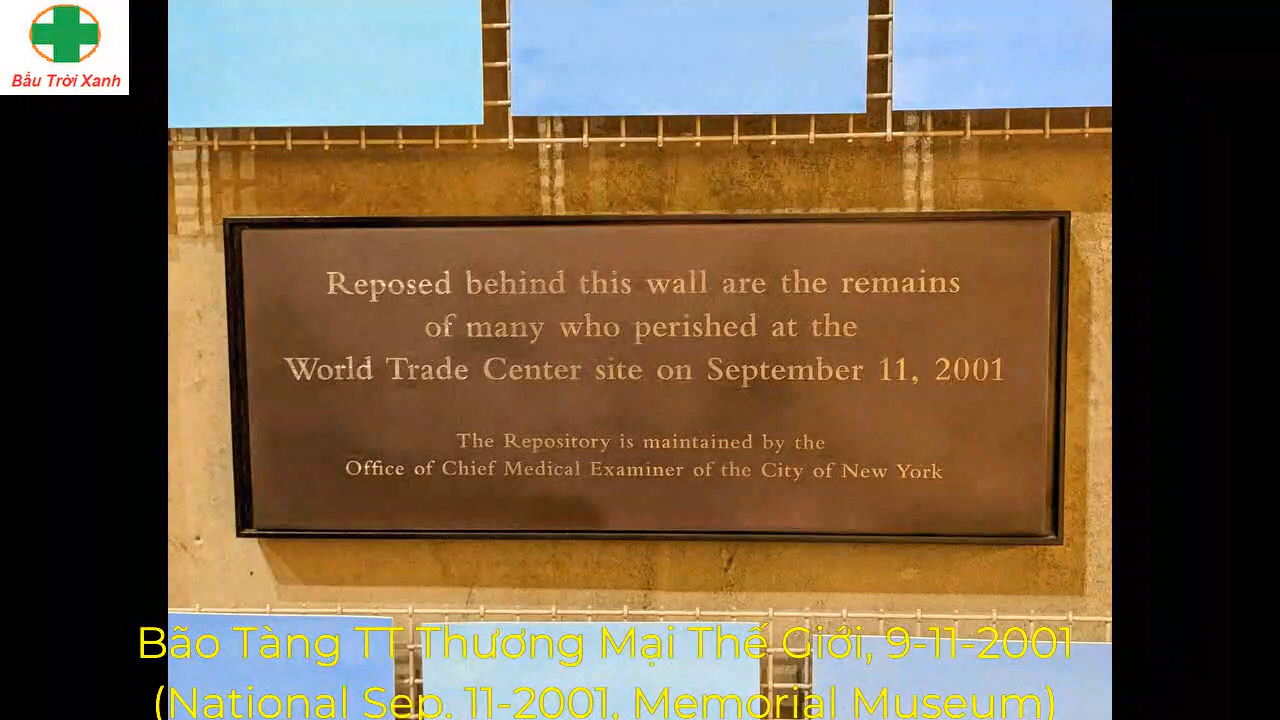 Bầu Trời Xanh
Reposed behind this wall are the remains
of many who perished at the
World Trade Center site on September 11, 2001
The Repository is maintained by the
Office of Chief Medical Examiner of the City of New York
Bão Tàng TT Thương Mại Thế Giới, 9-11-2001
(National Sep. 11-2001. Memorial Museum)